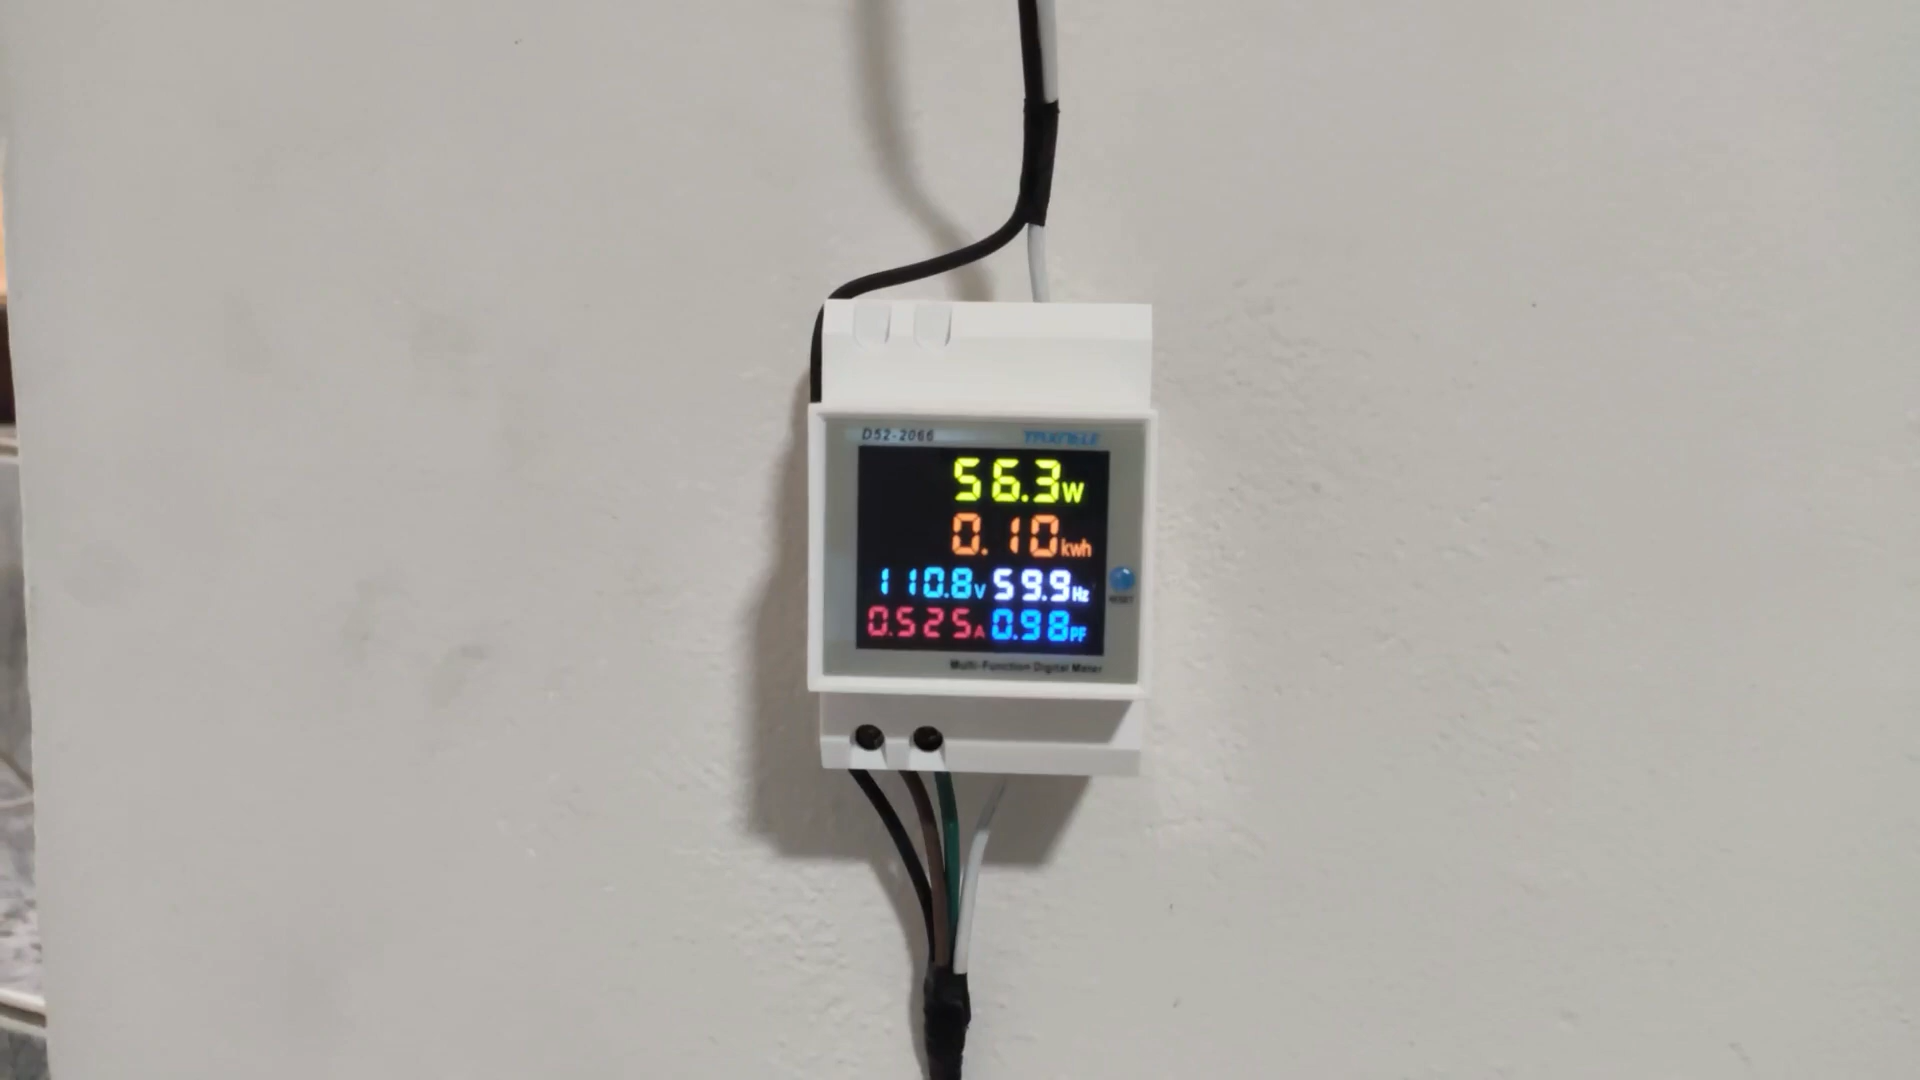 D52-2066
56.3W
0.10kwh
110.8V 59.9Hz
0.525A 0.98PF
RESET
Multi-Function Digital Meter